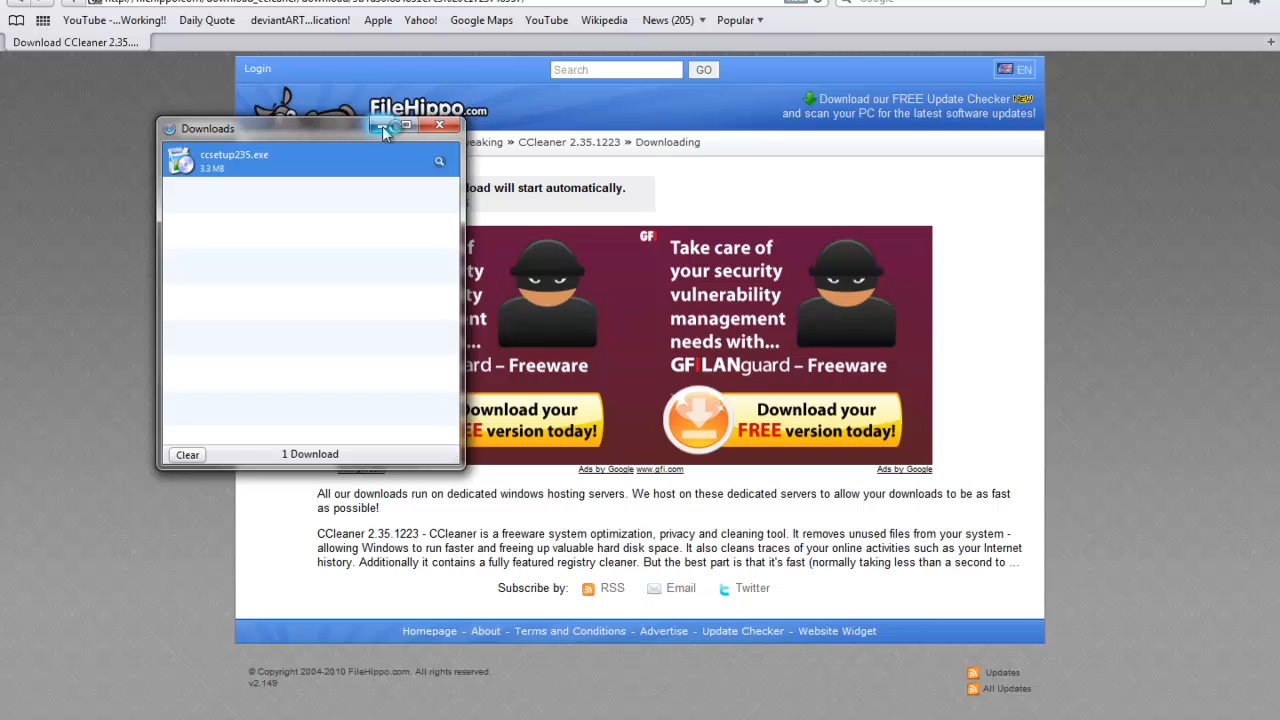 YouTube -...Working!! Daily Quote deviantART...lication! Apple Yahoo! Google Maps YouTube Wikipedia News (205) Popular
Download CCleaner 2.35....
Login
Search
GO
EN
FileHippo.com
Download our FREE Update Checker NEW
and scan your PC for the latest software updates!
Downloads
ccsetup235.exe
3.3 MB
Clear
1 Download
eaking » CCleaner 2.35.1223 » Downloading
load will start automatically.
GFI
Take care of
your security
vulnerability
management
needs with...
GFI LANguard – Freeware
Download your
FREE version today!
ard – Freeware
Download your
EE version today!
Ads by Google www.gfi.com
Ads by Google
All our downloads run on dedicated windows hosting servers. We host on these dedicated servers to allow your downloads to be as fast
as possible!
CCleaner 2.35.1223 - CCleaner is a freeware system optimization, privacy and cleaning tool. It removes unused files from your system -
allowing Windows to run faster and freeing up valuable hard disk space. It also cleans traces of your online activities such as your Internet
history. Additionally it contains a fully featured registry cleaner. But the best part is that it's fast (normally taking less than a second to ...
Subscribe by: RSS Email Twitter
Homepage - About - Terms and Conditions - Advertise - Update Checker - Website Widget
© Copyright 2004-2010 FileHippo.com. All rights reserved.
v2.149
Updates
All Updates